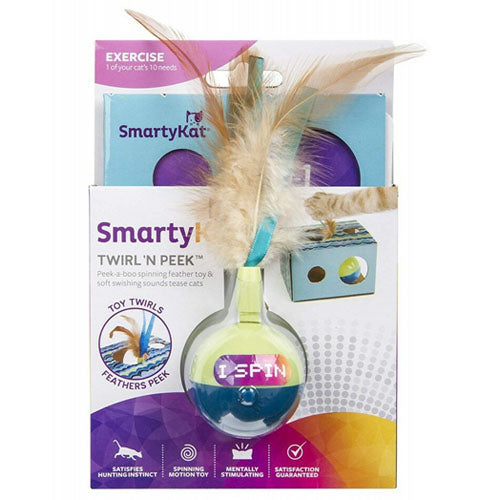 EXERCISE
1 of your cat's 10 needs
SmartyKat®
Smarty
TWIRL 'N PEEK™
Peek-a-boo spinning feather toy &
soft swishing sounds tease cats
TOY TWIRLS
FEATHERS PEEK
I SPIN
SATISFIES
HUNTING INSTINCT
SPINNING
MOTION TOY
MENTALLY
STIMULATING
SATISFACTION
GUARANTEED